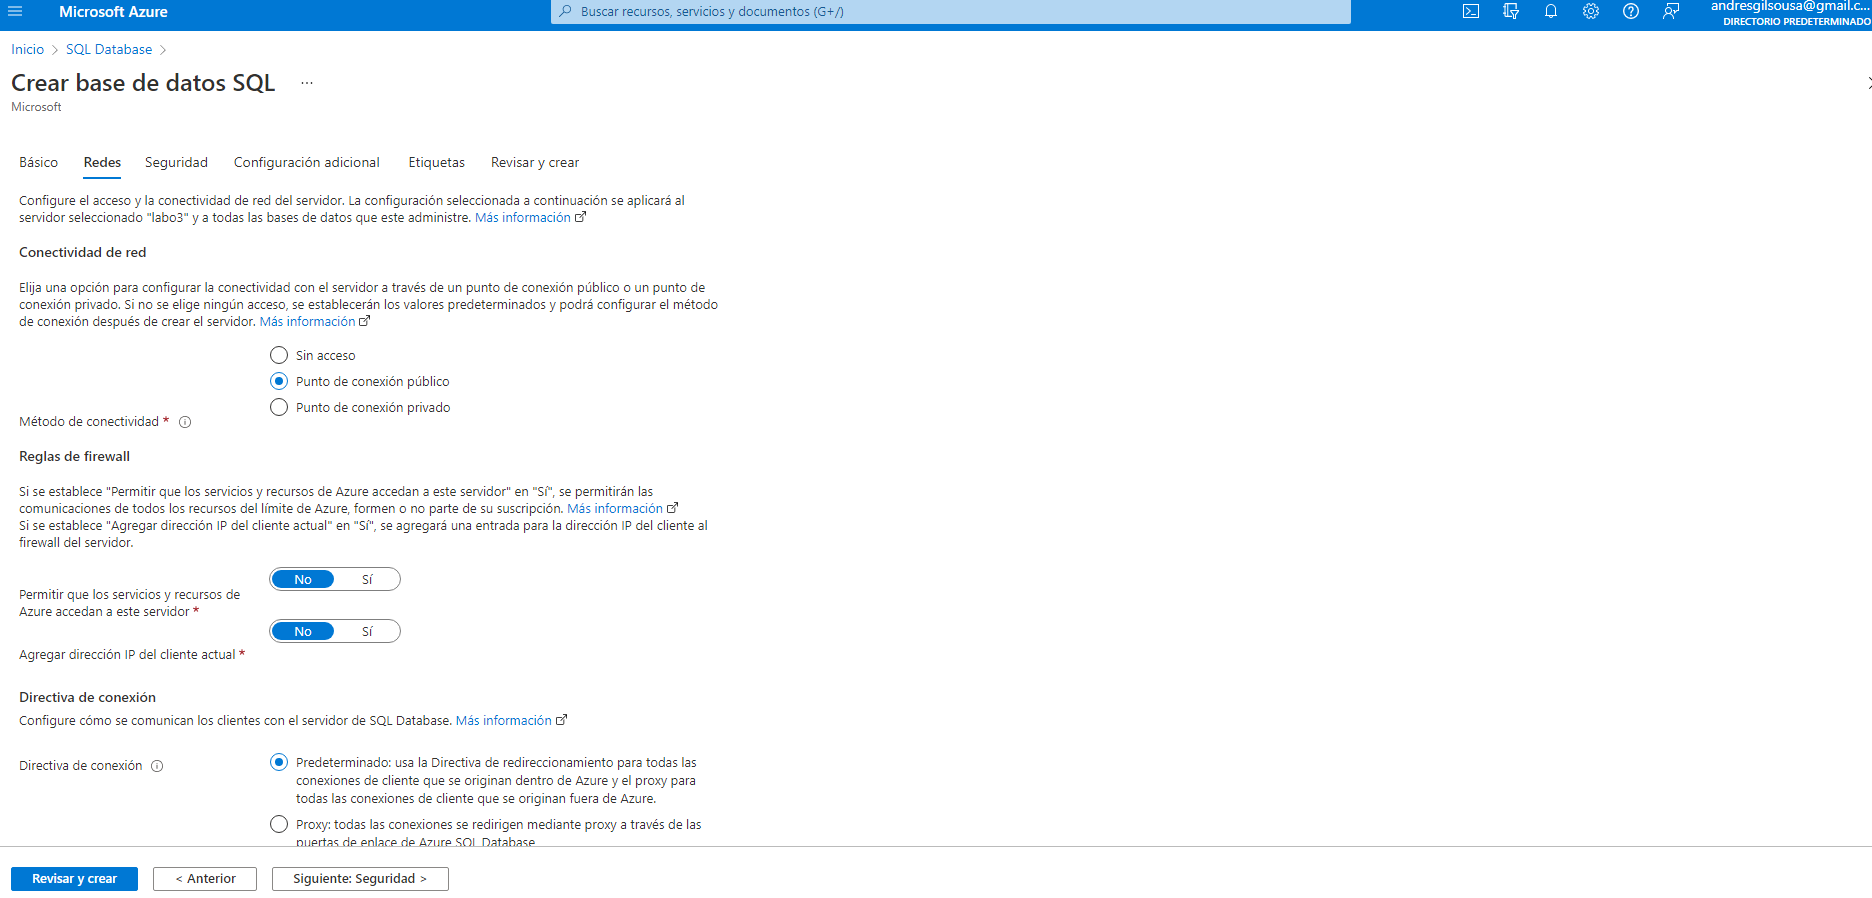 Microsoft Azure
Buscar recursos, servicios y documentos (G+/)
andresgilsousa@gmail.c...
DIRECTORIO PREDETERMINADO
Inicio > SQL Database >
Crear base de datos SQL ...
Microsoft
Básico Redes Seguridad Configuración adicional Etiquetas Revisar y crear
Configure el acceso y la conectividad de red del servidor. La configuración seleccionada a continuación se aplicará al
servidor seleccionado "labo3" y a todas las bases de datos que este administre. Más información
Conectividad de red
Elija una opción para configurar la conectividad con el servidor a través de un punto de conexión público o un punto de
conexión privado. Si no se elige ningún acceso, se establecerán los valores predeterminados y podrá configurar el método
de conexión después de crear el servidor. Más información
Sin acceso
Punto de conexión público
Punto de conexión privado
Método de conectividad *
Reglas de firewall
Si se establece "Permitir que los servicios y recursos de Azure accedan a este servidor" en "Sí", se permitirán las
comunicaciones de todos los recursos del límite de Azure, formen o no parte de su suscripción. Más información
Si se establece "Agregar dirección IP del cliente actual" en "Sí", se agregará una entrada para la dirección IP del cliente al
firewall del servidor.
No Sí
Permitir que los servicios y recursos de
Azure accedan a este servidor *
No Sí
Agregar dirección IP del cliente actual *
Directiva de conexión
Configure cómo se comunican los clientes con el servidor de SQL Database. Más información
Directiva de conexión
Predeterminado: usa la Directiva de redireccionamiento para todas las
conexiones de cliente que se originan dentro de Azure y el proxy para
todas las conexiones de cliente que se originan fuera de Azure.
Proxy: todas las conexiones se redirigen mediante proxy a través de las
puertas de enlace de Azure SQL Database
Revisar y crear < Anterior Siguiente: Seguridad >